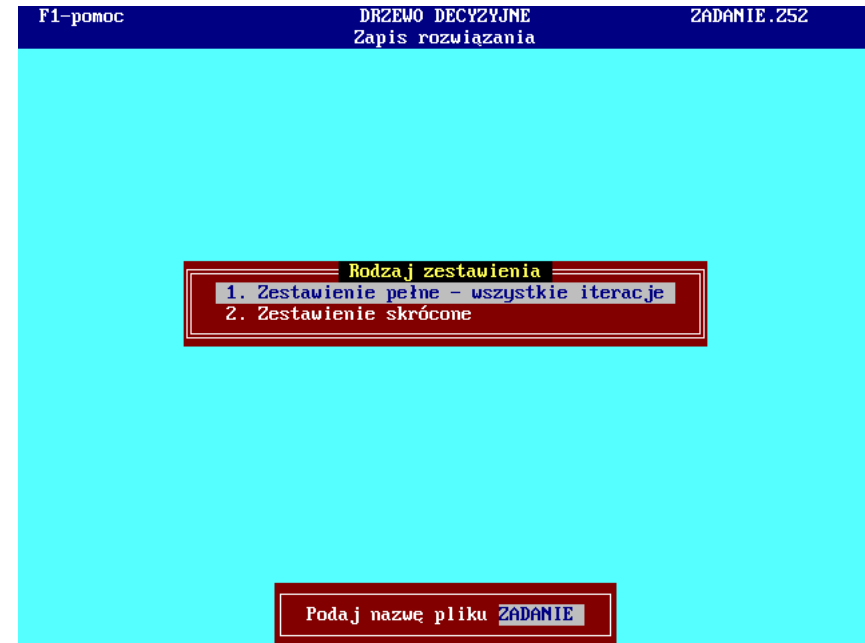 F1-pomoc DRZEWO DECYZYJNE ZADANIE.Z52
Zapis rozwiązania
Rodzaj zestawienia
1. Zestawienie pełne - wszystkie iteracje
2. Zestawienie skrócone
Podaj nazwę pliku ZADANIE